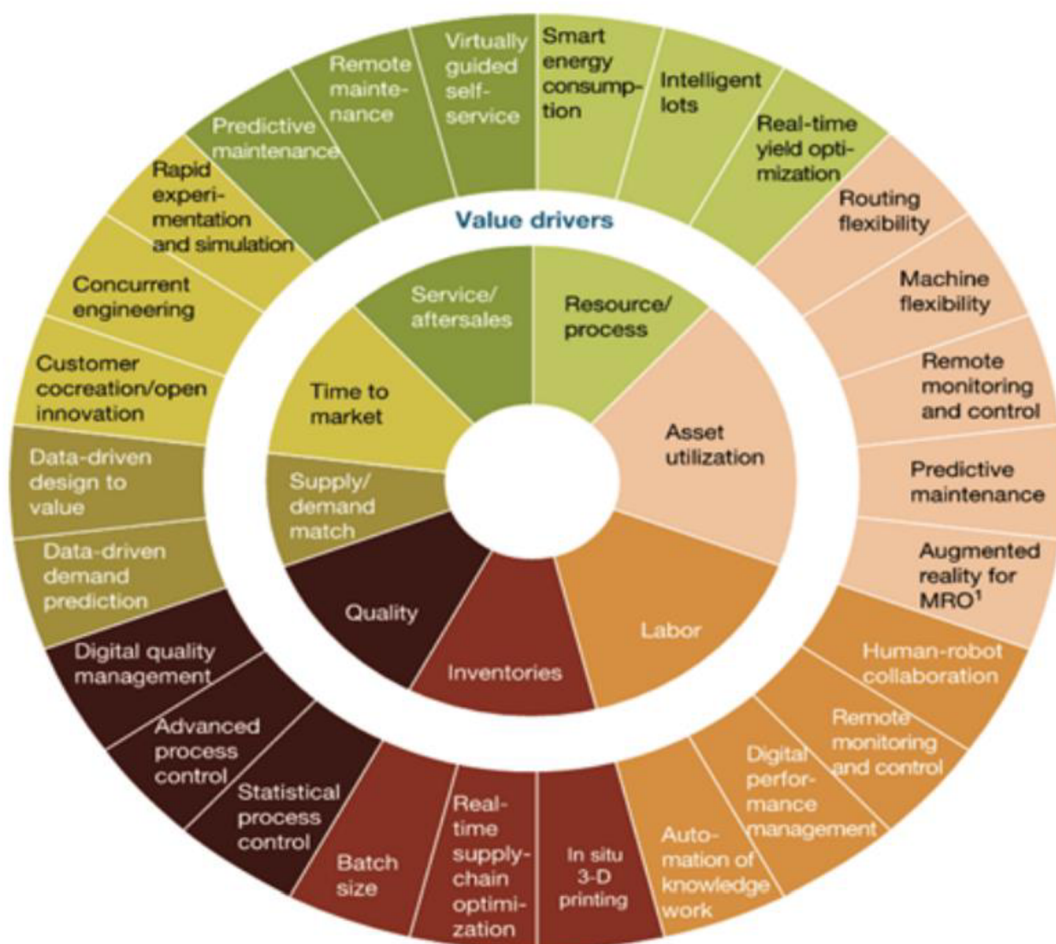 Virtually
guided
self-
service
Smart
energy
consump-
tion
Intelligent
lots
Real-time
yield opti-
mization
Routing
flexibility
Machine
flexibility
Remote
monitoring
and control
Predictive
maintenance
Augmented
reality for
MRO¹
Human-robot
collaboration
Remote
monitoring
and control
Digital
perfor-
mance
management
Auto-
mation of
knowledge
work
In situ
3-D
printing
Real-
time
supply-
chain
optimi-
zation
Batch
size
Statistical
process
control
Advanced
process
control
Digital quality
management
Data-driven
demand
prediction
Data-driven
design to
value
Customer
cocreation/open
innovation
Concurrent
engineering
Rapid
experi-
mentation
and simulation
Predictive
maintenance
Remote
mainte-
nance
Value drivers
Service/
aftersales
Resource/
process
Asset
utilization
Labor
Inventories
Quality
Supply/
demand
match
Time to
market